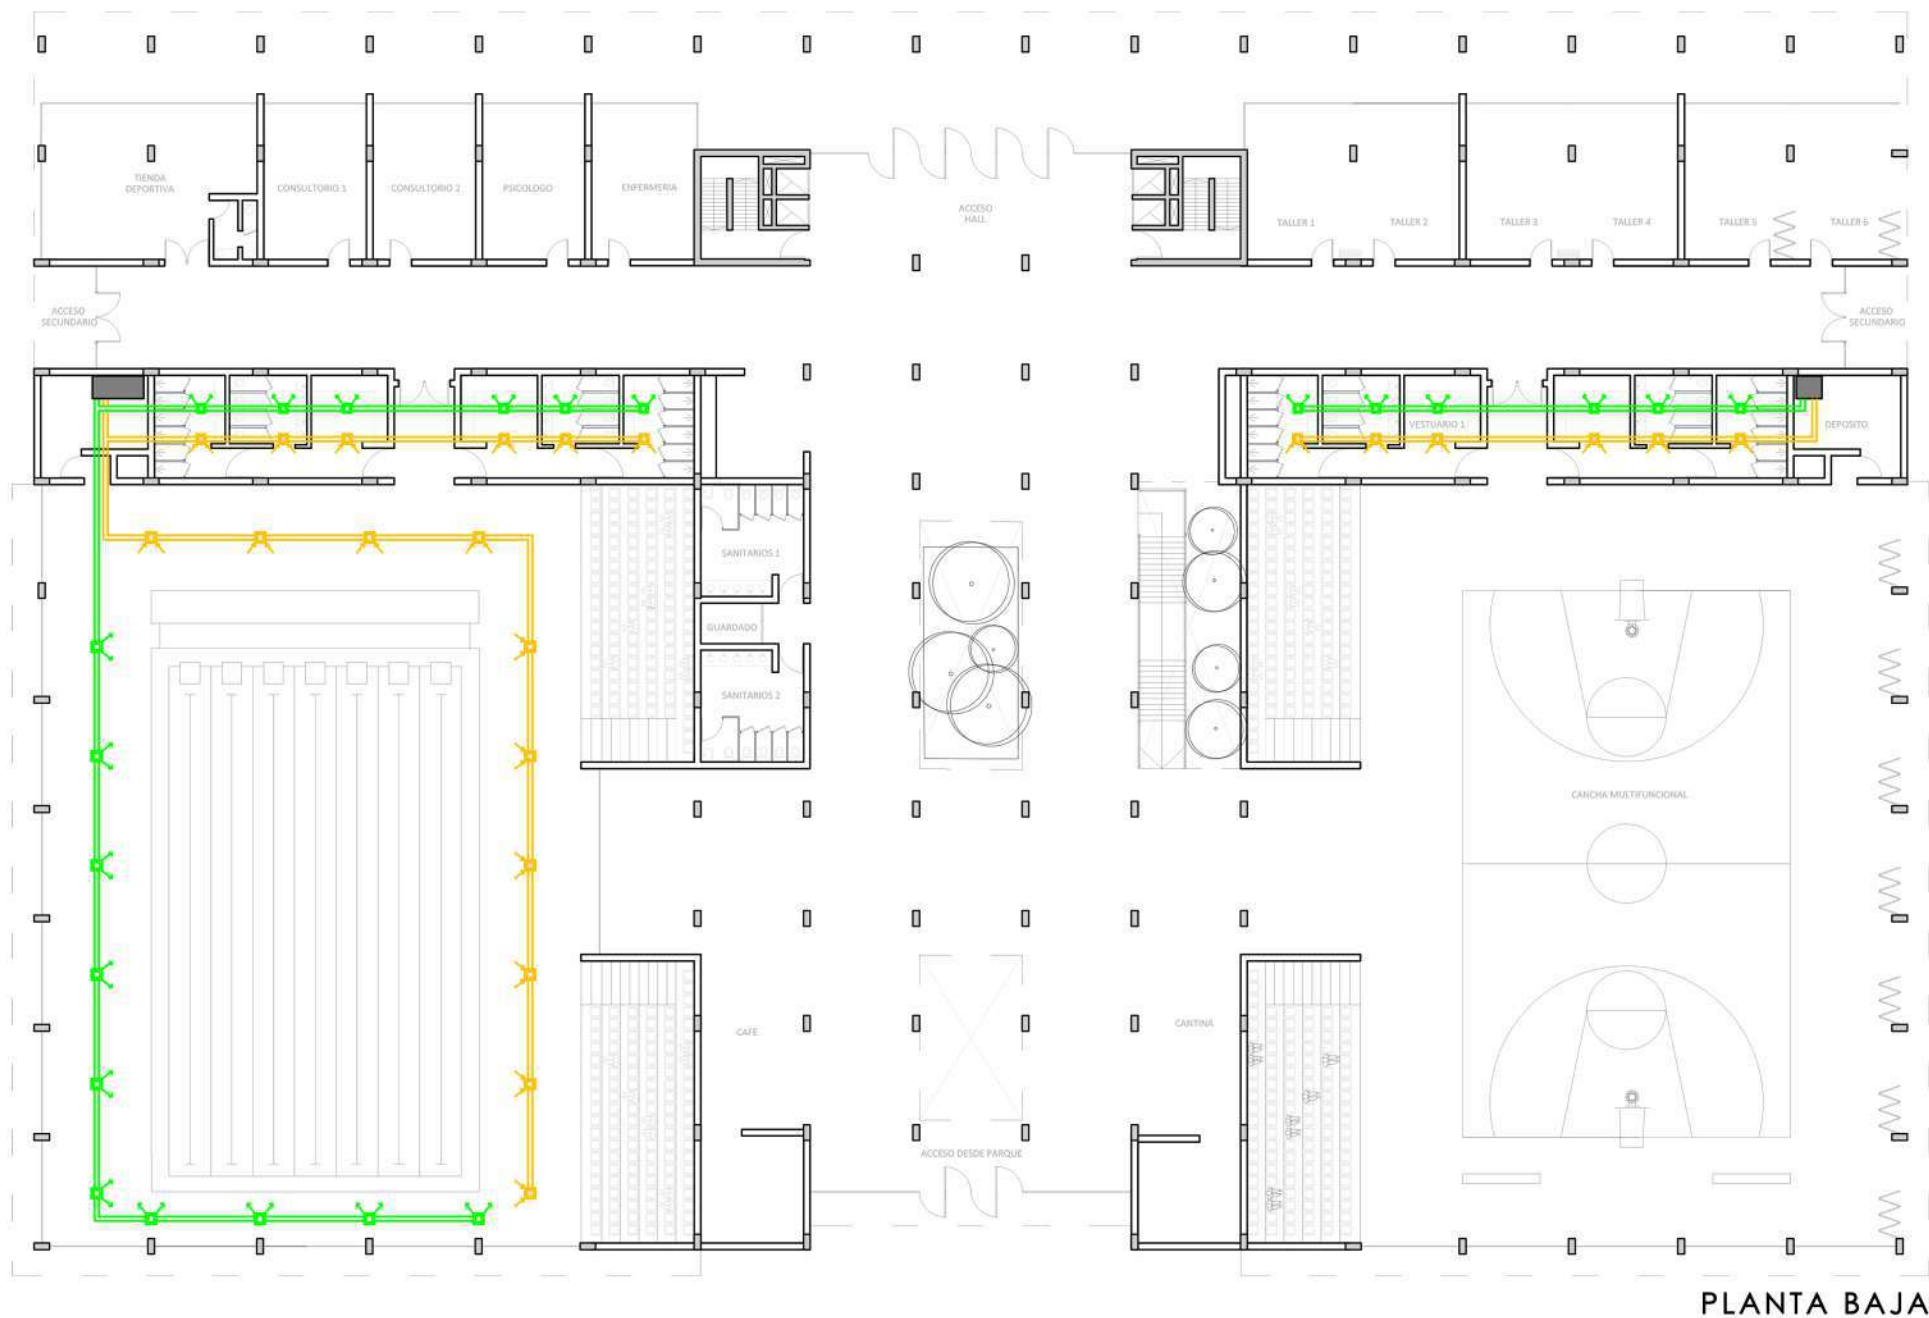 TIENDA
DEPORTIVA
CONSULTORIO 1
CONSULTORIO 2
PSICOLOGO
ENFERMERIA
ACCESO
HALL
TALLER 1
TALLER 2
TALLER 3
TALLER 4
TALLER 5
TALLER 6
ACCESO
SECUNDARIO
ACCESO
SECUNDARIO
VESTUARIO 1
DEPOSITO
SANITARIOS 1
GUARDADO
SANITARIOS 2
CANCHA MULTIFUNCIONAL
CAFE
CANTINA
ACCESO DESDE PARQUE
PLANTA BAJA